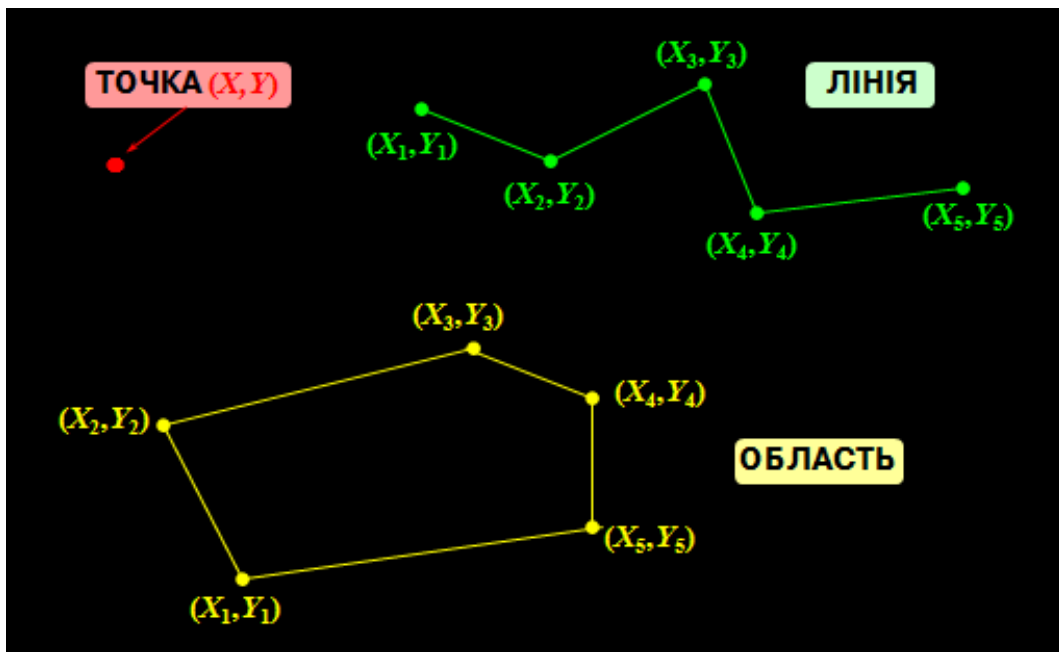 ТОЧКА (X, Y)
(X₃,Y₃)
ЛІНІЯ
(X₁,Y₁)
(X₂,Y₂)
(X₄,Y₄)
(X₅,Y₅)
(X₃,Y₃)
(X₂,Y₂)
(X₄,Y₄)
ОБЛАСТЬ
(X₅,Y₅)
(X₁,Y₁)